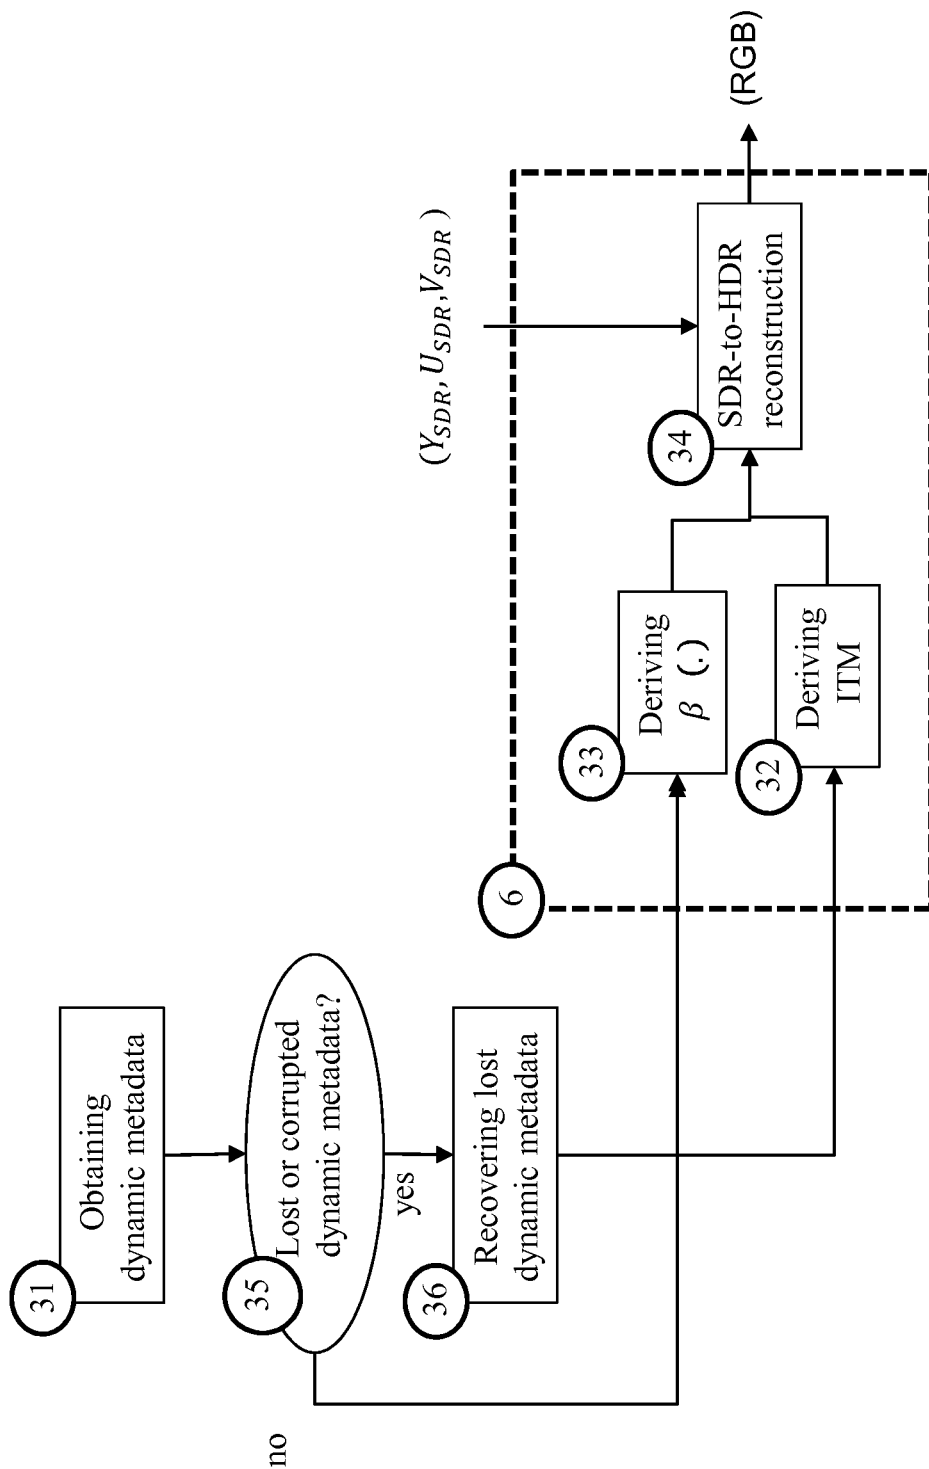 31
Obtaining
dynamic metadata
35
Lost or corrupted
dynamic metadata?
no
yes
36
Recovering lost
dynamic metadata
6
33
Deriving
β (.)
32
Deriving
ITM
(Y_SDR, U_SDR, V_SDR)
34
SDR-to-HDR
reconstruction
(RGB)